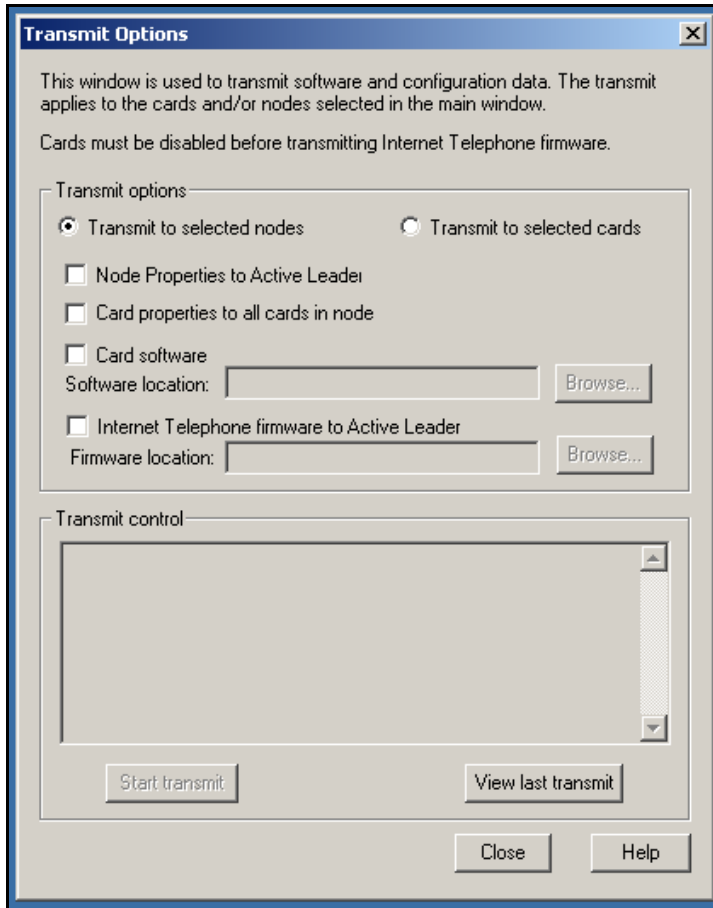 Transmit Options
This window is used to transmit software and configuration data. The transmit
applies to the cards and/or nodes selected in the main window.
Cards must be disabled before transmitting Internet Telephone firmware.
Transmit options
Transmit to selected nodes
Transmit to selected cards
Node Properties to Active Leader
Card properties to all cards in node
Card software
Software location:
Browse...
Internet Telephone firmware to Active Leader
Firmware location:
Browse...
Transmit control
Start transmit
View last transmit
Close
Help